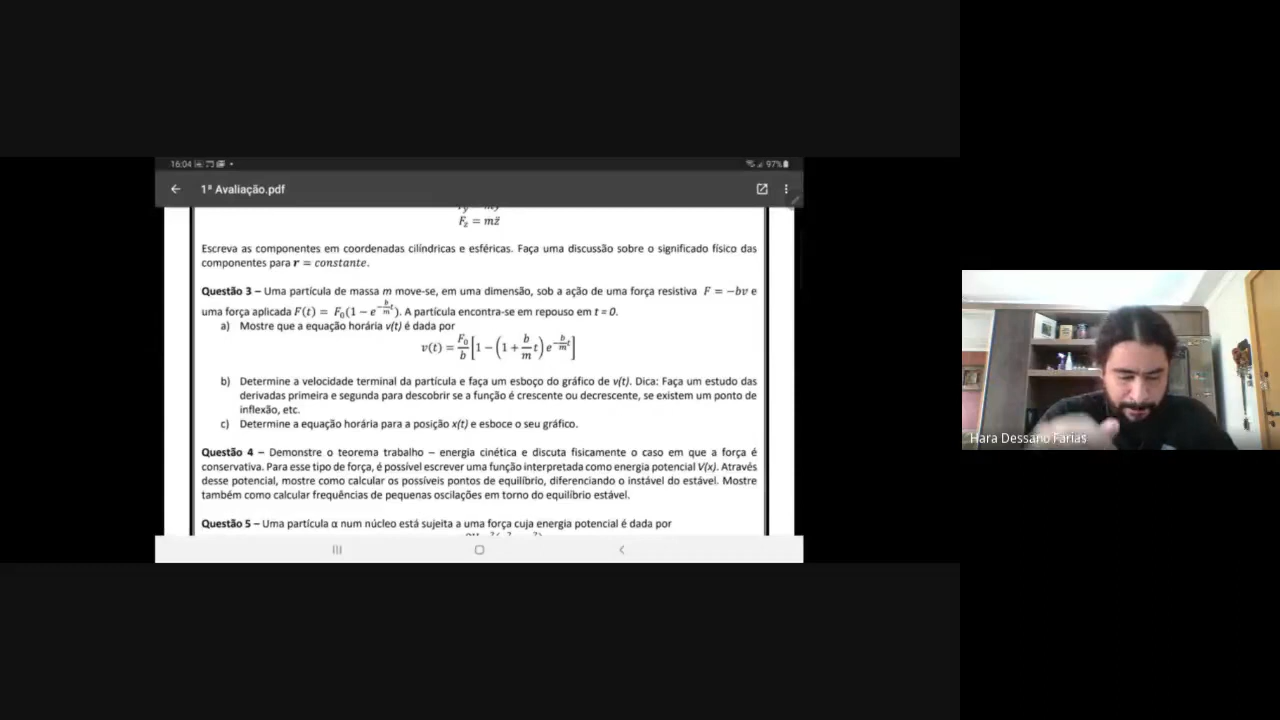 16:04 97%
1ª Avaliação.pdf
F_z = mz̈
Escreva as componentes em coordenadas cilíndricas e esféricas. Faça uma discussão sobre o significado físico das
componentes para r = constante.
Questão 3 – Uma partícula de massa m move-se, em uma dimensão, sob a ação de uma força resistiva F = −bv e
uma força aplicada F(t) = F₀(1 − e^{−\frac{b}{m}t}). A partícula encontra-se em repouso em t = 0.
a) Mostre que a equação horária v(t) é dada por
v(t) = \frac{F₀}{b}[1 − (1 + \frac{b}{m}t)e^{−\frac{b}{m}t}]
b) Determine a velocidade terminal da partícula e faça um esboço do gráfico de v(t). Dica: Faça um estudo das
derivadas primeira e segunda para descobrir se a função é crescente ou decrescente, se existem um ponto de
inflexão, etc.
c) Determine a equação horária para a posição x(t) e esboce o seu gráfico.
Questão 4 – Demonstre o teorema trabalho – energia cinética e discuta fisicamente o caso em que a força é
conservativa. Para esse tipo de força, é possível escrever uma função interpretada como energia potencial V(x). Através
desse potencial, mostre como calcular os possíveis pontos de equilíbrio, diferenciando o instável do estável. Mostre
também como calcular frequências de pequenas oscilações em torno do equilíbrio estável.
Questão 5 – Uma partícula α num núcleo está sujeita a uma força cuja energia potencial é dada por
Hara Dessano Farias